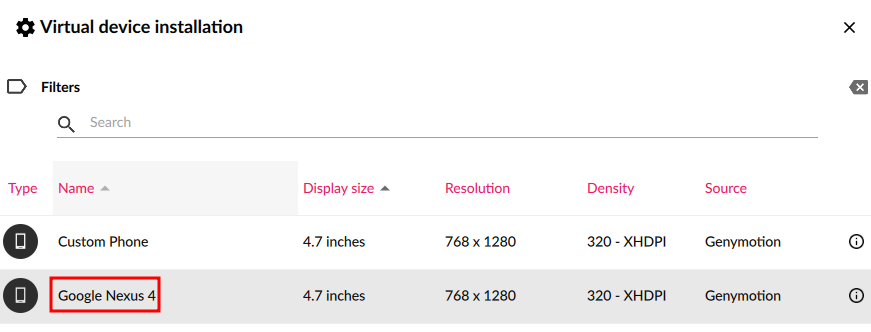 Virtual device installation
Filters
Search
Type Name Display size Resolution Density Source
Custom Phone 4.7 inches 768 x 1280 320 - XHDPI Genymotion
Google Nexus 4 4.7 inches 768 x 1280 320 - XHDPI Genymotion